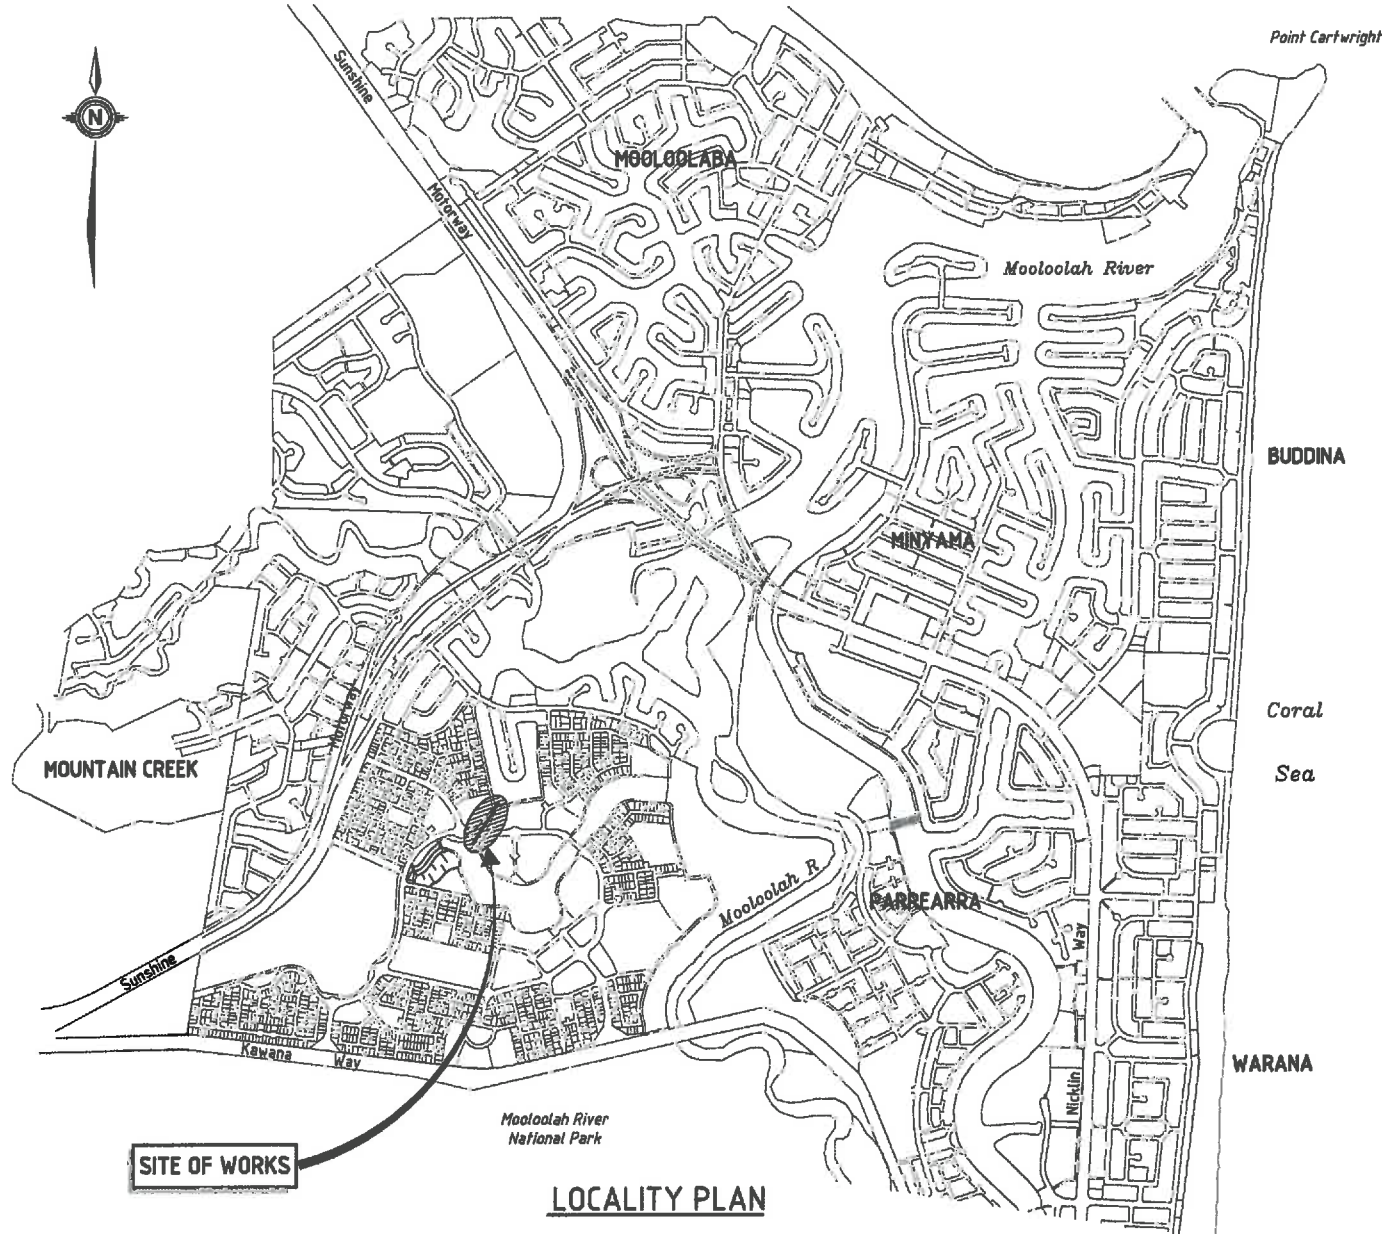 Point Cartwright
Sunshine
N
MOOLOOLABA
Motorway
Mooloolah River
BUDDINA
MINYAMA
Coral
Motorway
MOUNTAIN CREEK
Sea
Mooloolah R
PARREARRA
Way
Sunshine
Kawana
Way
WARANA
Nicklin
Mooloolah River
National Park
SITE OF WORKS
LOCALITY PLAN